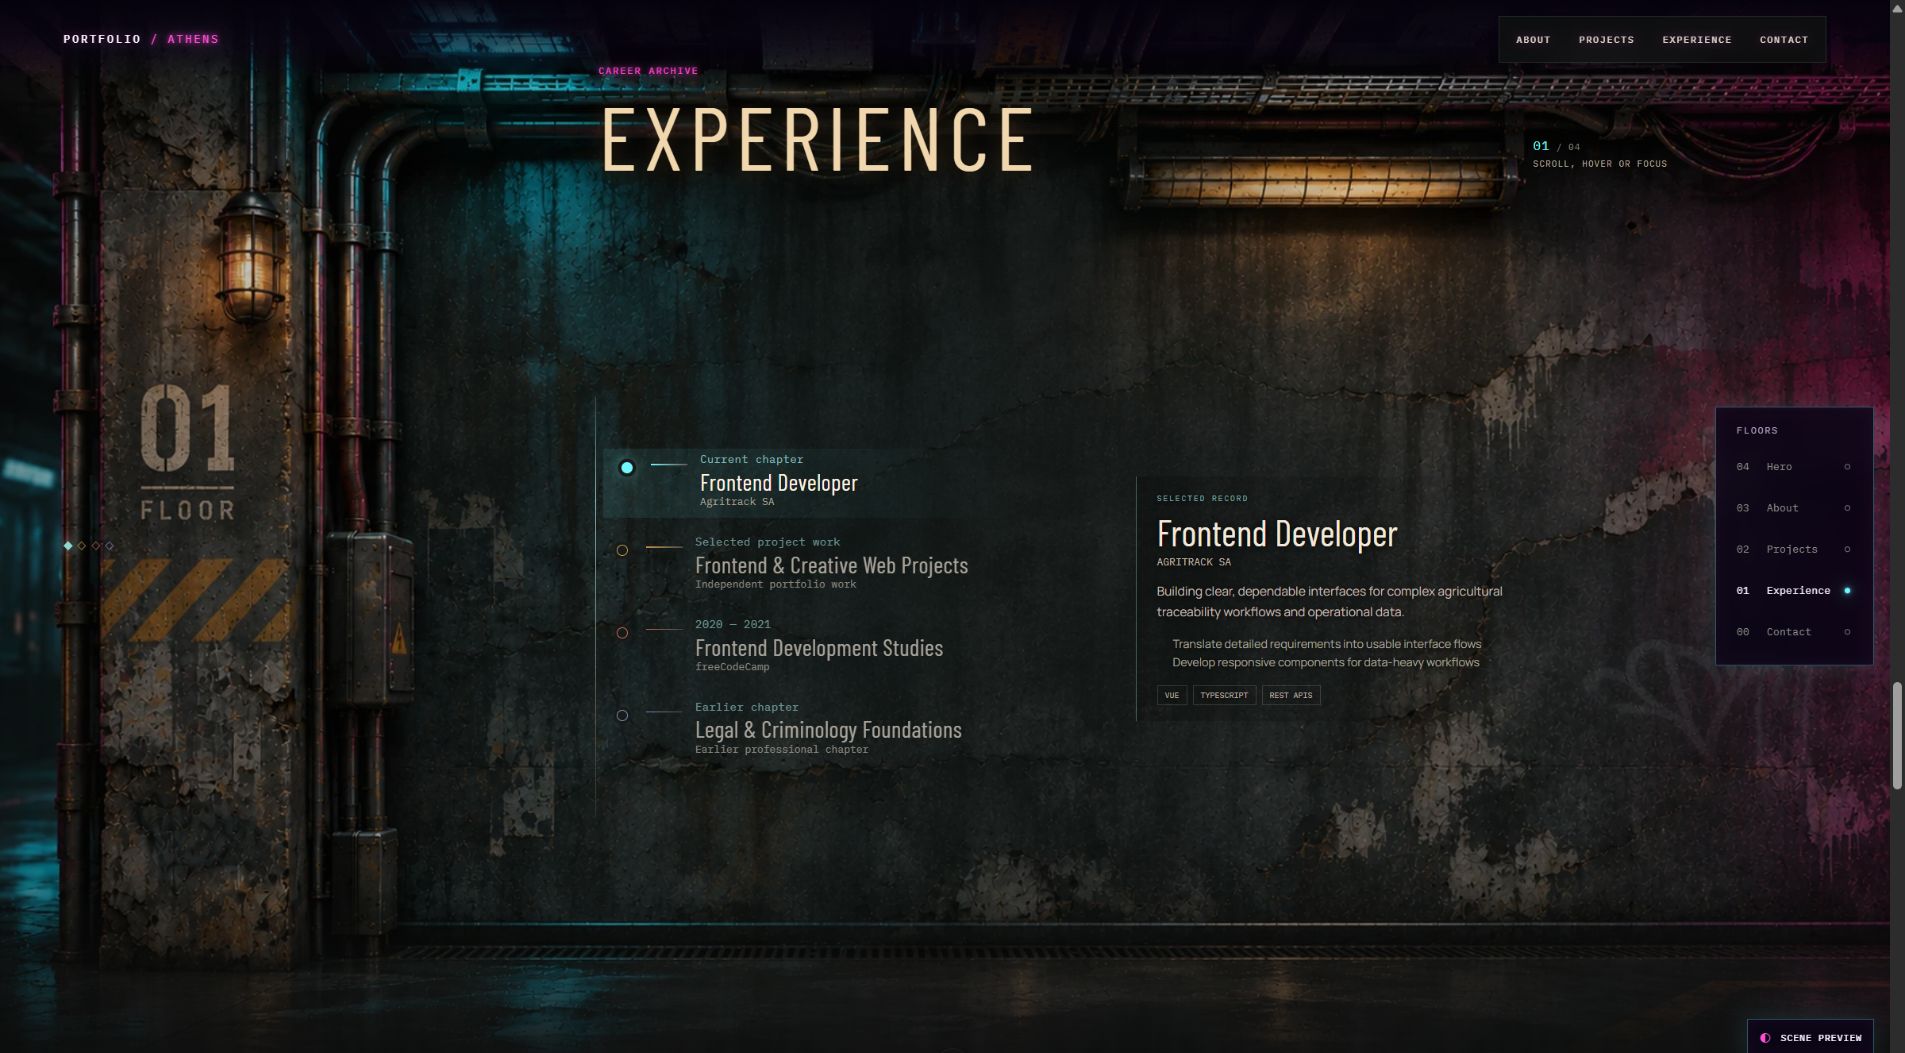 PORTFOLIO / ATHENS
ABOUT PROJECTS EXPERIENCE CONTACT
CAREER ARCHIVE
EXPERIENCE
01 / 04
SCROLL, HOVER OR FOCUS
01
FLOOR
Current chapter
Frontend Developer
Agritrack SA
Selected project work
Frontend & Creative Web Projects
Independent portfolio work
2020 — 2021
Frontend Development Studies
freeCodeCamp
Earlier chapter
Legal & Criminology Foundations
Earlier professional chapter
SELECTED RECORD
Frontend Developer
AGRITRACK SA
Building clear, dependable interfaces for complex agricultural
traceability workflows and operational data.
Translate detailed requirements into usable interface flows
Develop responsive components for data-heavy workflows
VUE TYPESCRIPT REST APIS
FLOORS
04 Hero
03 About
02 Projects
01 Experience
00 Contact
SCENE PREVIEW